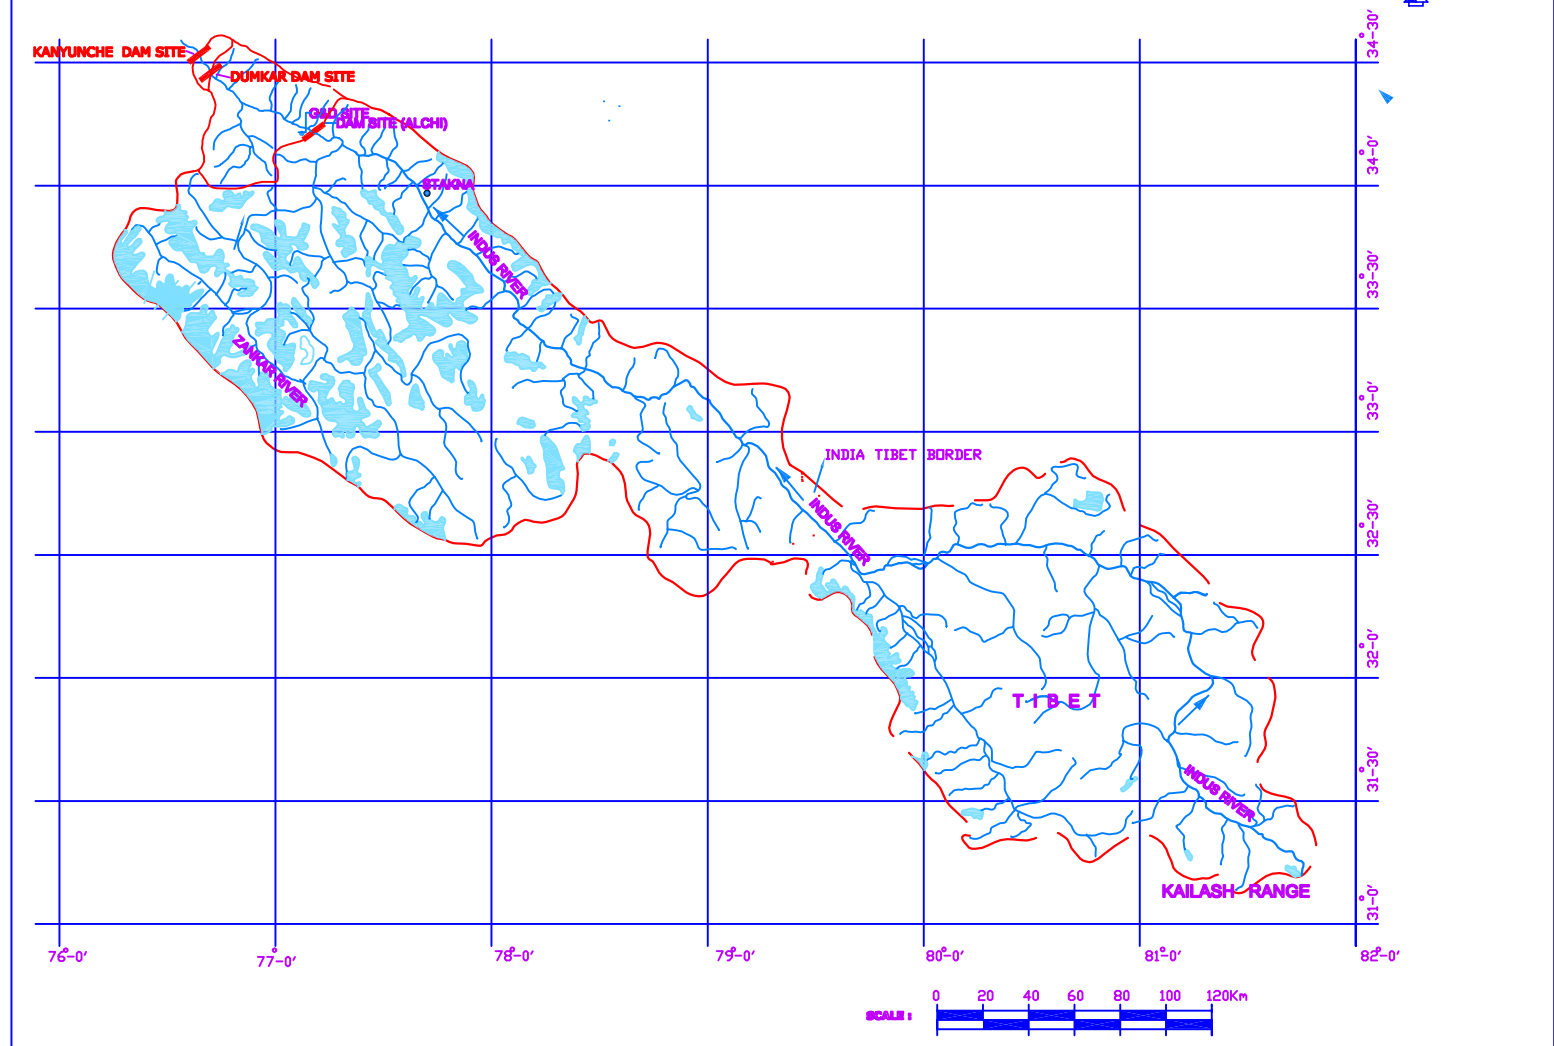 34°-30'
KANYUNCHE DAM SITE
DUMKAR DAM SITE
G&D SITE
DAM SITE (ALCHI)
34°-0'
STAKNA
INDUS RIVER
33°-30'
ZANKAR RIVER
33°-0'
INDIA TIBET BORDER
INDUS RIVER
32°-30'
32°-0'
TIBET
31°-30'
INDUS RIVER
KAILASH RANGE
31°-0'
76°-0'
77°-0'
78°-0'
79°-0'
80°-0'
81°-0'
82°-0'
0 20 40 60 80 100 120Km
SCALE :